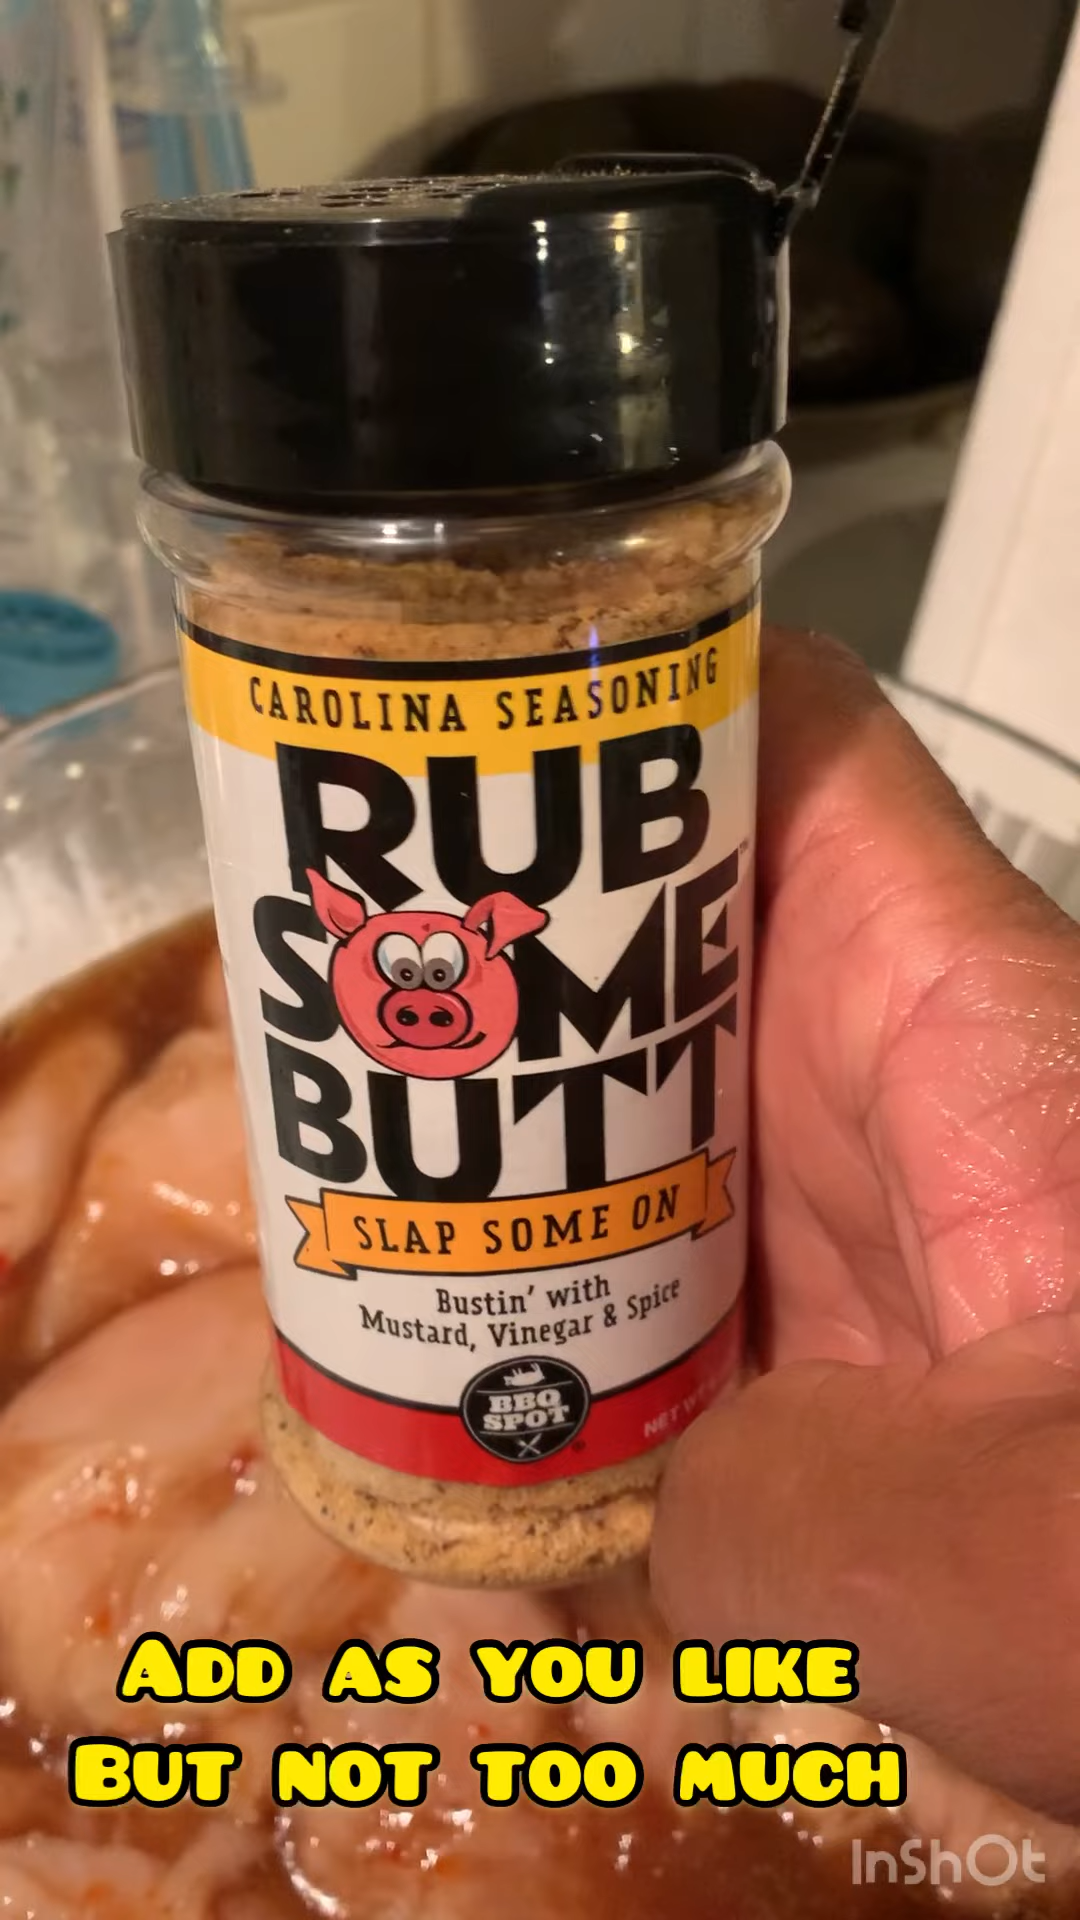 CAROLINA SEASONING
RUB
SOME
BUTT
SLAP SOME ON
Bustin' with
Mustard, Vinegar & Spice
BBQ
SPOT
NET
ADD AS YOU LIKE
BUT NOT TOO MUCH
InShOt